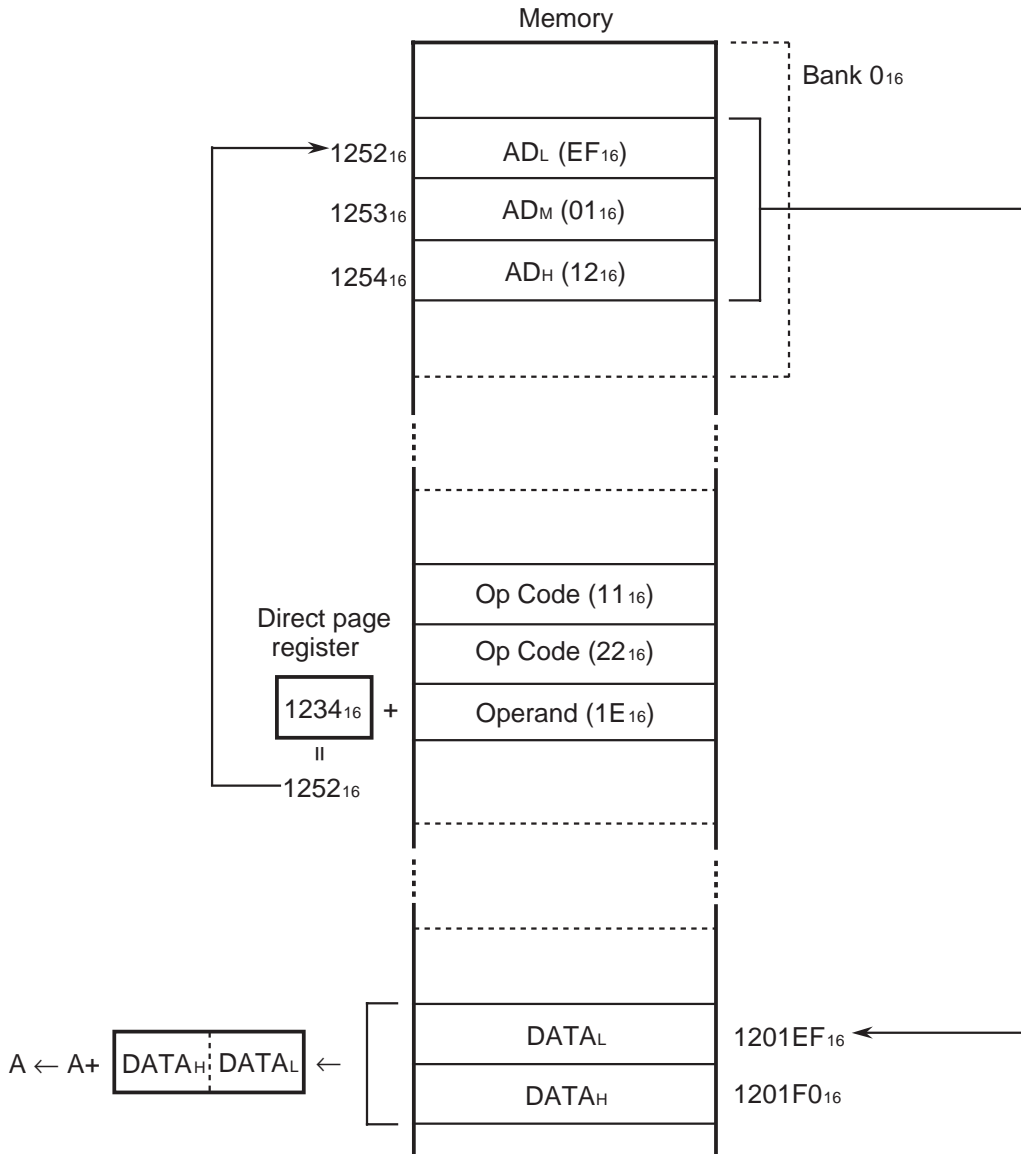 Memory
Bank 0₁₆
1252₁₆ ADL (EF₁₆)
1253₁₆ ADM (01₁₆)
1254₁₆ ADH (12₁₆)
Op Code (11₁₆)
Direct page
register
Op Code (22₁₆)
1234₁₆ + Operand (1E₁₆)
=
1252₁₆
DATAL 1201EF₁₆
A ← A+ DATAH DATAL ←
DATAH 1201F0₁₆